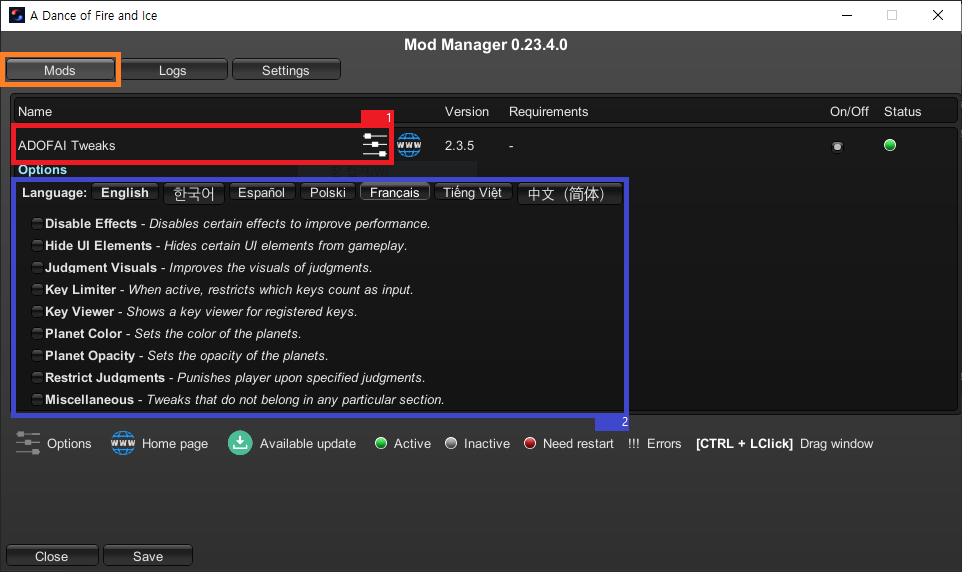 A Dance of Fire and Ice
Mod Manager 0.23.4.0
Mods Logs Settings
Name Version Requirements On/Off Status
1
ADOFAI Tweaks www 2.3.5 -
Options
Language: English 한국어 Español Polski Français Tiếng Việt 中文（简体）
Disable Effects - Disables certain effects to improve performance.
Hide UI Elements - Hides certain UI elements from gameplay.
Judgment Visuals - Improves the visuals of judgments.
Key Limiter - When active, restricts which keys count as input.
Key Viewer - Shows a key viewer for registered keys.
Planet Color - Sets the color of the planets.
Planet Opacity - Sets the opacity of the planets.
Restrict Judgments - Punishes player upon specified judgments.
Miscellaneous - Tweaks that do not belong in any particular section.
2
Options www Home page Available update Active Inactive Need restart !!! Errors [CTRL + LClick] Drag window
Close Save